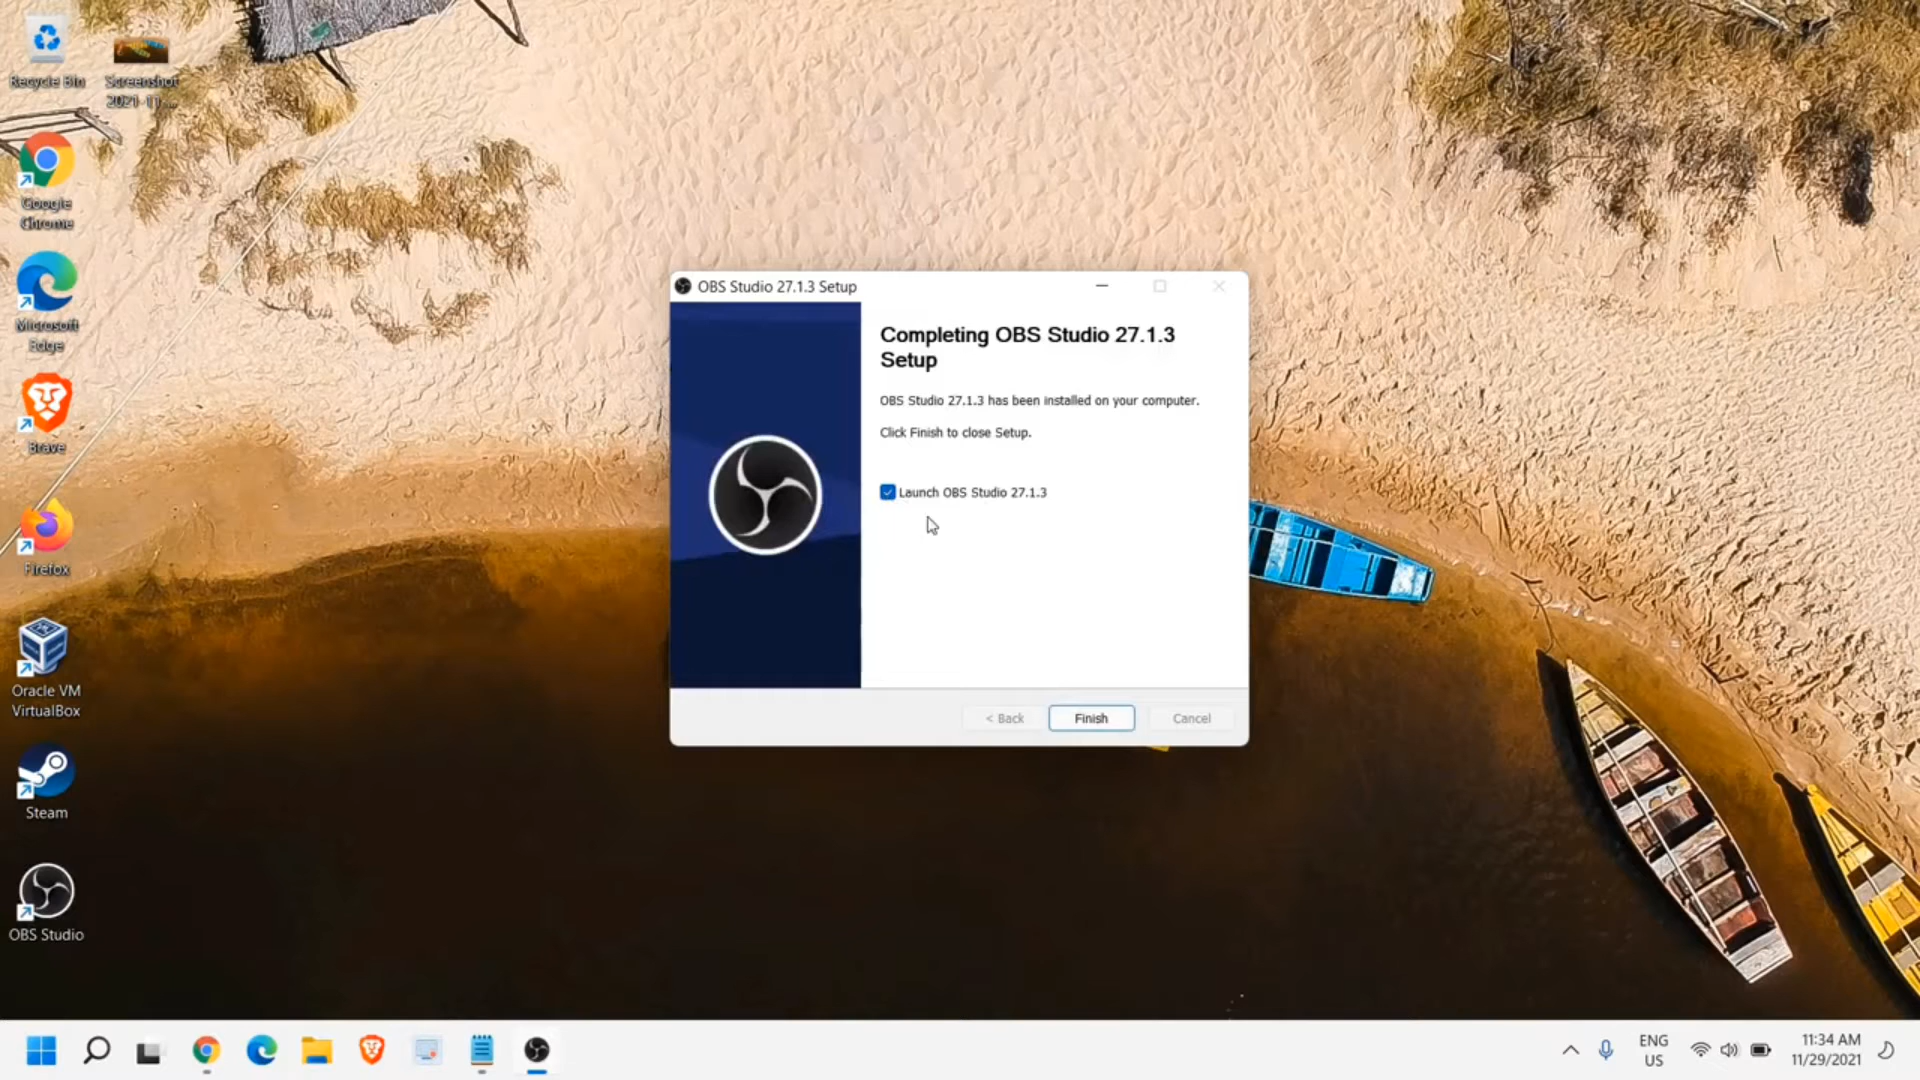 Recycle Bin
Screenshot
2021-11-...
Google
Chrome
Microsoft
Edge
Brave
Firefox
Oracle VM
VirtualBox
Steam
OBS Studio
OBS Studio 27.1.3 Setup
Completing OBS Studio 27.1.3
Setup
OBS Studio 27.1.3 has been installed on your computer.
Click Finish to close Setup.
Launch OBS Studio 27.1.3
< Back
Finish
Cancel
ENG
US
11:34 AM
11/29/2021